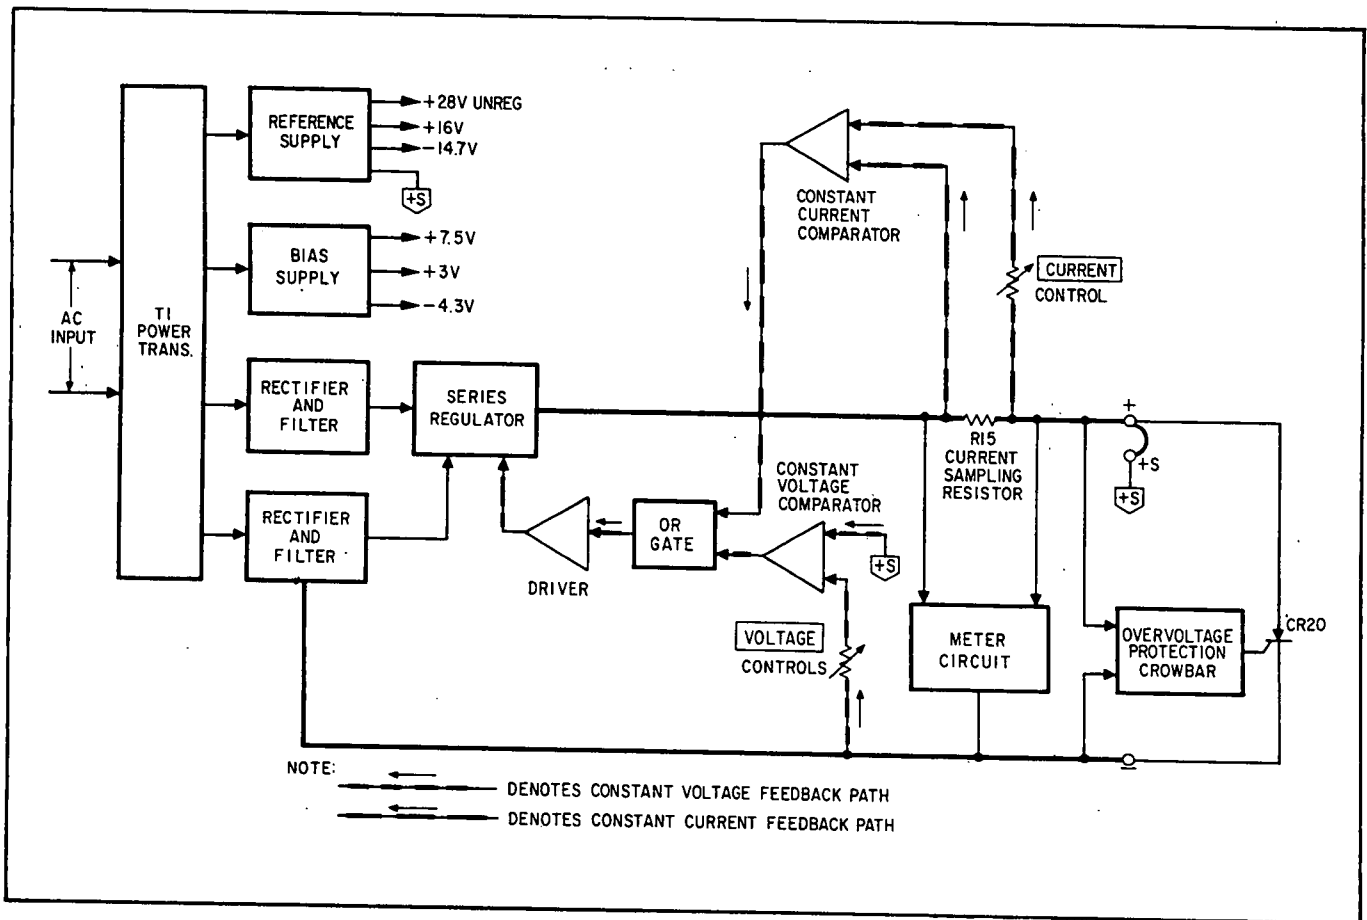 REFERENCE
SUPPLY
+28V UNREG
+16V
-14.7V
+S
BIAS
SUPPLY
+7.5V
+3V
-4.3V
AC
INPUT
T1
POWER
TRANS.
RECTIFIER
AND
FILTER
SERIES
REGULATOR
RECTIFIER
AND
FILTER
DRIVER
OR
GATE
CONSTANT
VOLTAGE
COMPARATOR
+S
CONSTANT
CURRENT
COMPARATOR
CURRENT
CONTROL
R15
CURRENT
SAMPLING
RESISTOR
+
+S
+S
VOLTAGE
CONTROLS
METER
CIRCUIT
OVERVOLTAGE
PROTECTION
CROWBAR
CR20
-
NOTE:
DENOTES CONSTANT VOLTAGE FEEDBACK PATH
DENOTES CONSTANT CURRENT FEEDBACK PATH